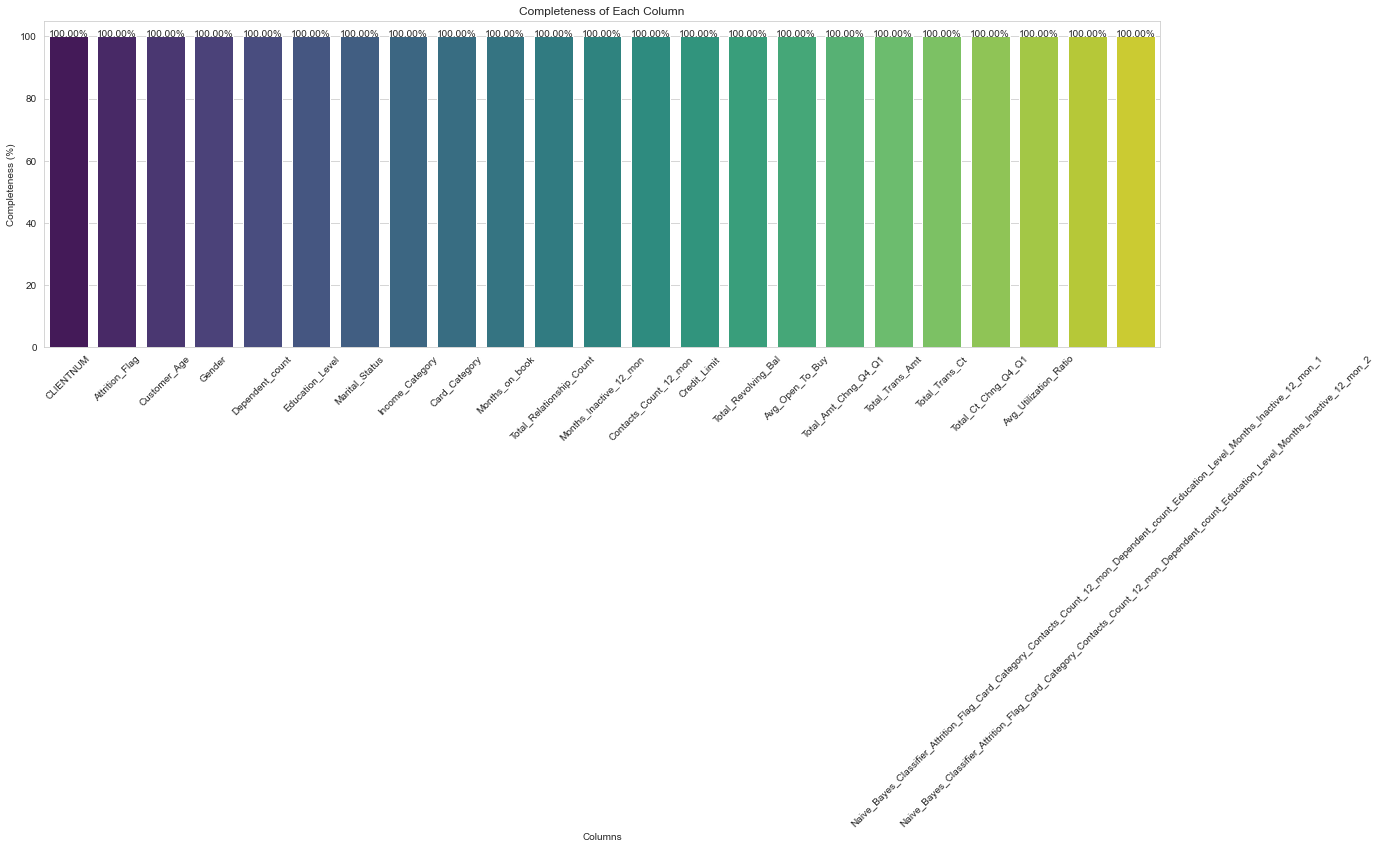 Completeness of Each Column
100.00% 100.00% 100.00% 100.00% 100.00% 100.00% 100.00% 100.00% 100.00% 100.00% 100.00% 100.00% 100.00% 100.00% 100.00% 100.00% 100.00% 100.00% 100.00% 100.00% 100.00% 100.00% 100.00%
100
80
60
40
20
0
Completeness (%)
CLIENTNUM
Attrition_Flag
Customer_Age
Gender
Dependent_count
Education_Level
Marital_Status
Income_Category
Card_Category
Months_on_book
Total_Relationship_Count
Months_Inactive_12_mon
Contacts_Count_12_mon
Credit_Limit
Total_Revolving_Bal
Avg_Open_To_Buy
Total_Amt_Chng_Q4_Q1
Total_Trans_Amt
Total_Trans_Ct
Total_Ct_Chng_Q4_Q1
Avg_Utilization_Ratio
Naive_Bayes_Classifier_Attrition_Flag_Card_Category_Contacts_Count_12_mon_Dependent_count_Education_Level_Months_Inactive_12_mon_1
Naive_Bayes_Classifier_Attrition_Flag_Card_Category_Contacts_Count_12_mon_Dependent_count_Education_Level_Months_Inactive_12_mon_2
Columns